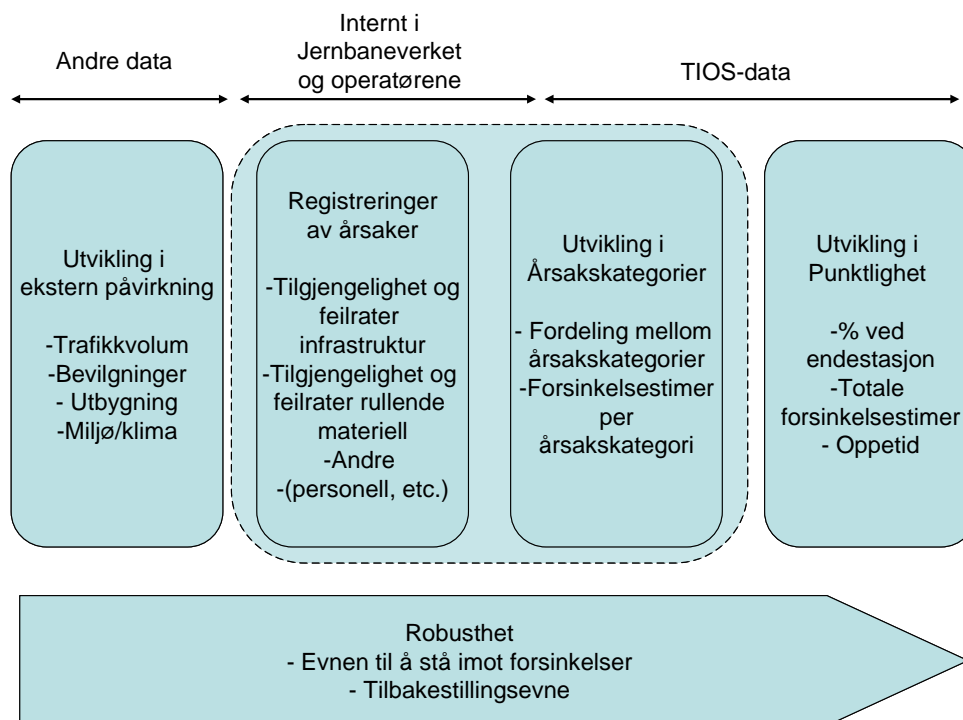 Andre data
Internt i
Jernbaneverket
og operatørene
TIOS-data
Utvikling i
ekstern påvirkning
-Trafikkvolum
-Bevilgninger
- Utbygning
-Miljø/klima
Registreringer
av årsaker
-Tilgjengelighet og
feilrater
infrastruktur
-Tilgjengelighet og
feilrater rullende
materiell
-Andre
-(personell, etc.)
Utvikling i
Årsakskategorier
- Fordeling mellom
årsakskategorier
-Forsinkelsestimer
per
årsakskategori
Utvikling i
Punktlighet
-% ved
endestasjon
-Totale
forsinkelsestimer
- Oppetid
Robusthet
- Evnen til å stå imot forsinkelser
- Tilbakestillingsevne